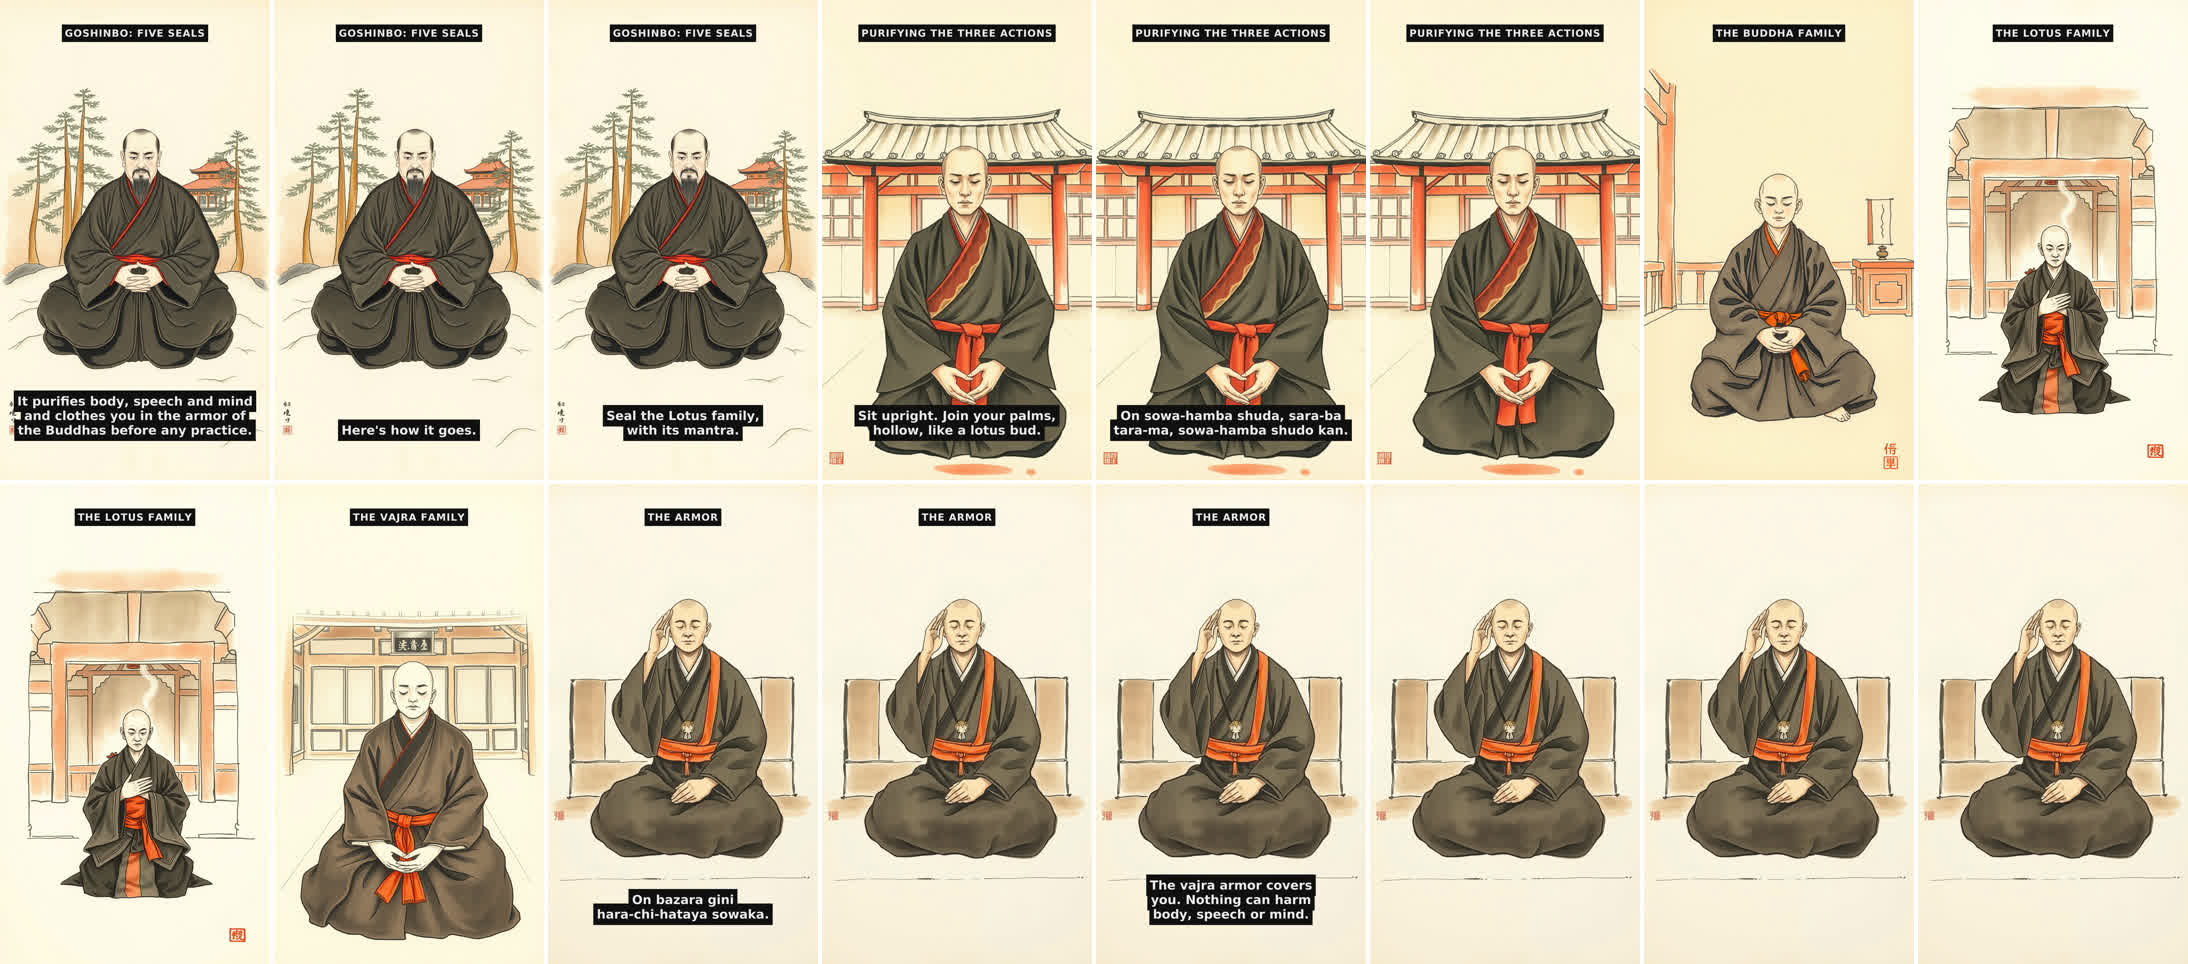 GOSHINBO: FIVE SEALS
It purifies body, speech and mind
and clothes you in the armor of
the Buddhas before any practice.
GOSHINBO: FIVE SEALS
Here's how it goes.
GOSHINBO: FIVE SEALS
Seal the Lotus family,
with its mantra.
PURIFYING THE THREE ACTIONS
Sit upright. Join your palms,
hollow, like a lotus bud.
PURIFYING THE THREE ACTIONS
On sowa-hamba shuda, sara-ba
tara-ma, sowa-hamba shudo kan.
PURIFYING THE THREE ACTIONS
THE BUDDHA FAMILY
THE LOTUS FAMILY
THE LOTUS FAMILY
THE VAJRA FAMILY
THE ARMOR
On bazara gini
hara-chi-hataya sowaka.
THE ARMOR
THE ARMOR
The vajra armor covers
you. Nothing can harm
body, speech or mind.